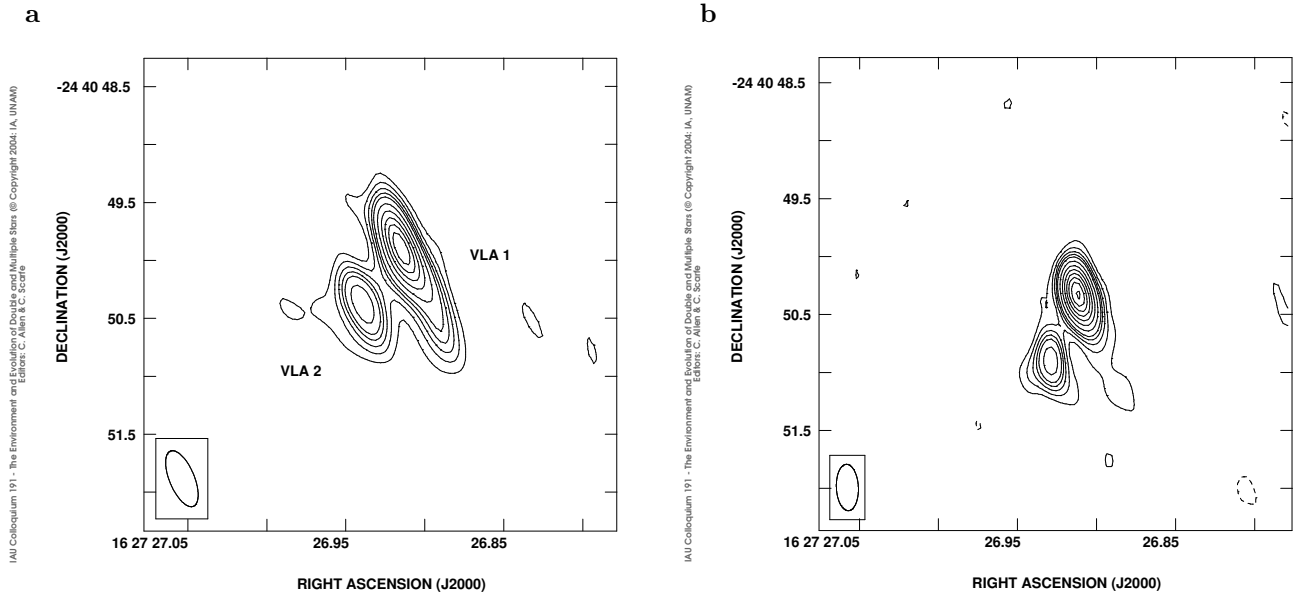 a
IAU Colloquium 191 - The Environment and Evolution of Double and Multiple Stars (© Copyright 2004: IA, UNAM)
Editors: C. Allen & C. Scarfe
DECLINATION (J2000)
-24 40 48.5
49.5
50.5
51.5
VLA 1
VLA 2
16 27 27.05
26.95
26.85
RIGHT ASCENSION (J2000)
b
IAU Colloquium 191 - The Environment and Evolution of Double and Multiple Stars (© Copyright 2004: IA, UNAM)
Editors: C. Allen & C. Scarfe
DECLINATION (J2000)
-24 40 48.5
49.5
50.5
51.5
16 27 27.05
26.95
26.85
RIGHT ASCENSION (J2000)